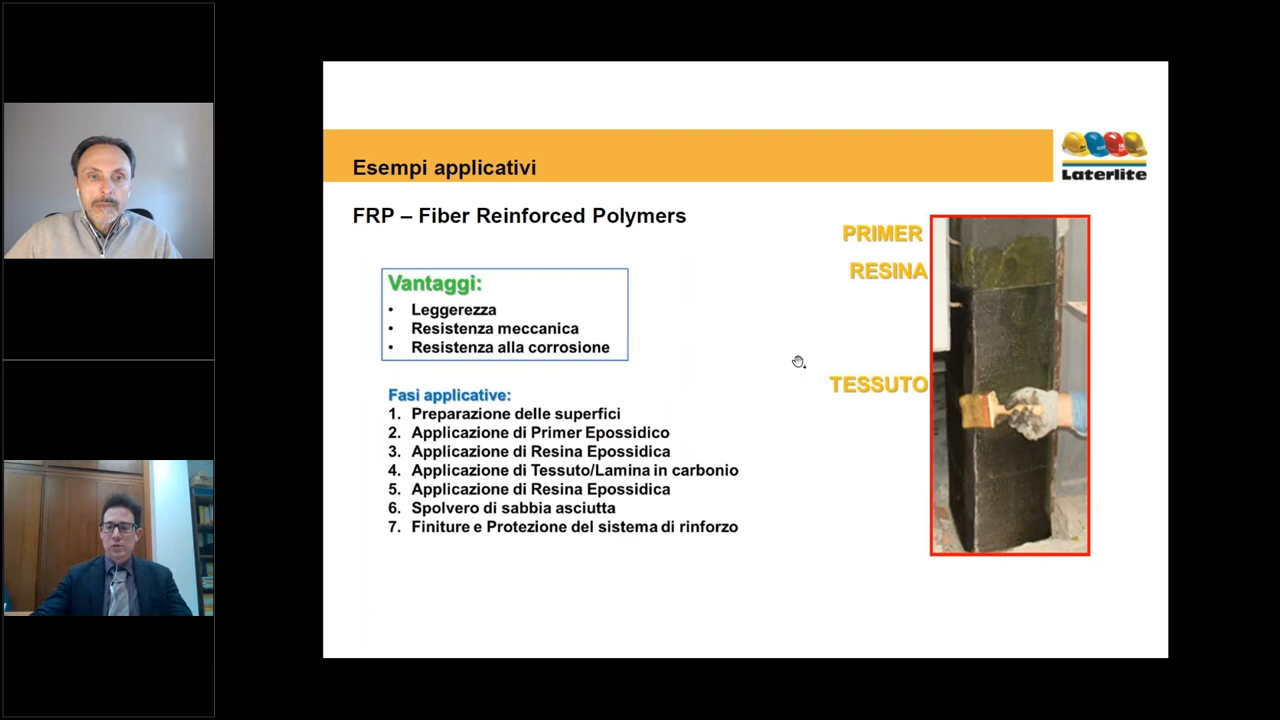 Esempi applicativi
Laterlite
FRP – Fiber Reinforced Polymers
PRIMER
RESINA
TESSUTO
Vantaggi:
• Leggerezza
• Resistenza meccanica
• Resistenza alla corrosione
Fasi applicative:
1. Preparazione delle superfici
2. Applicazione di Primer Epossidico
3. Applicazione di Resina Epossidica
4. Applicazione di Tessuto/Lamina in carbonio
5. Applicazione di Resina Epossidica
6. Spolvero di sabbia asciutta
7. Finiture e Protezione del sistema di rinforzo